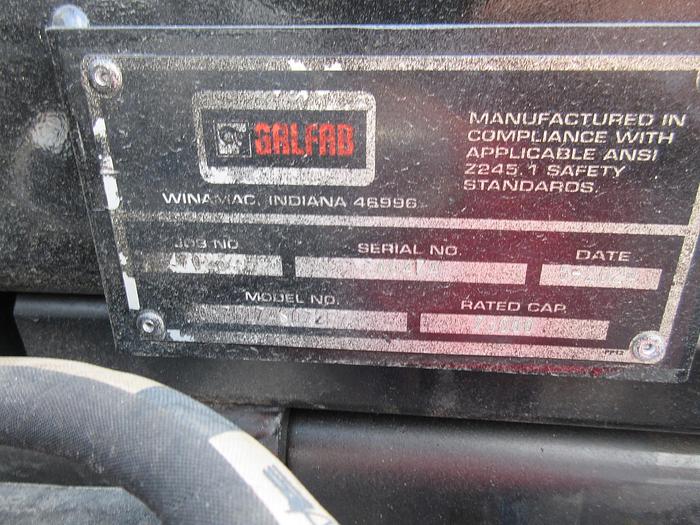 GALFAB
MANUFACTURED IN
COMPLIANCE WITH
APPLICABLE ANSI
Z245.1 SAFETY
STANDARDS.
WINAMAC, INDIANA 46996
JOB NO.
SERIAL NO.
DATE
MODEL NO.
RATED CAP.